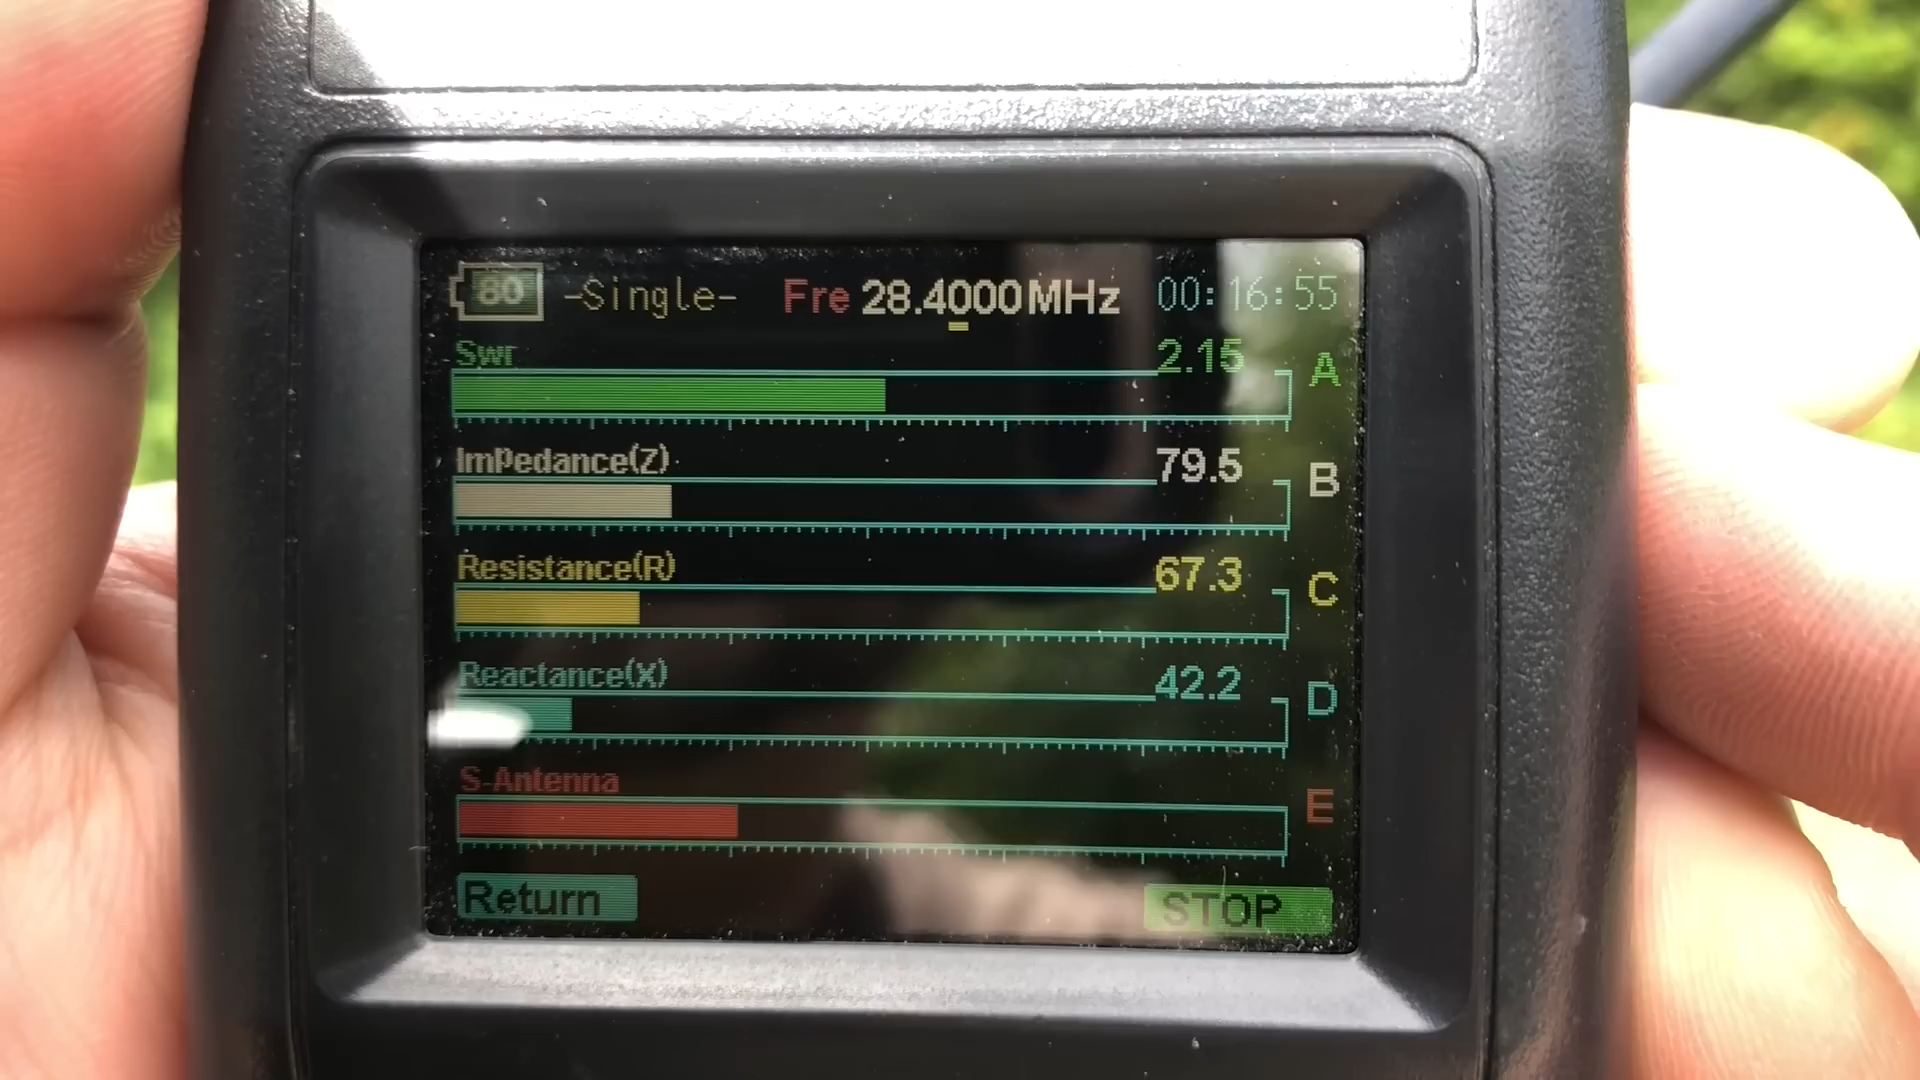 80 -Single- Fre 28.4000MHz 00:16:55
Swr 2.15 A
ImPedance(Z) 79.5 B
Resistance(R) 67.3 C
Reactance(X) 42.2 D
S-Antenna E
Return STOP